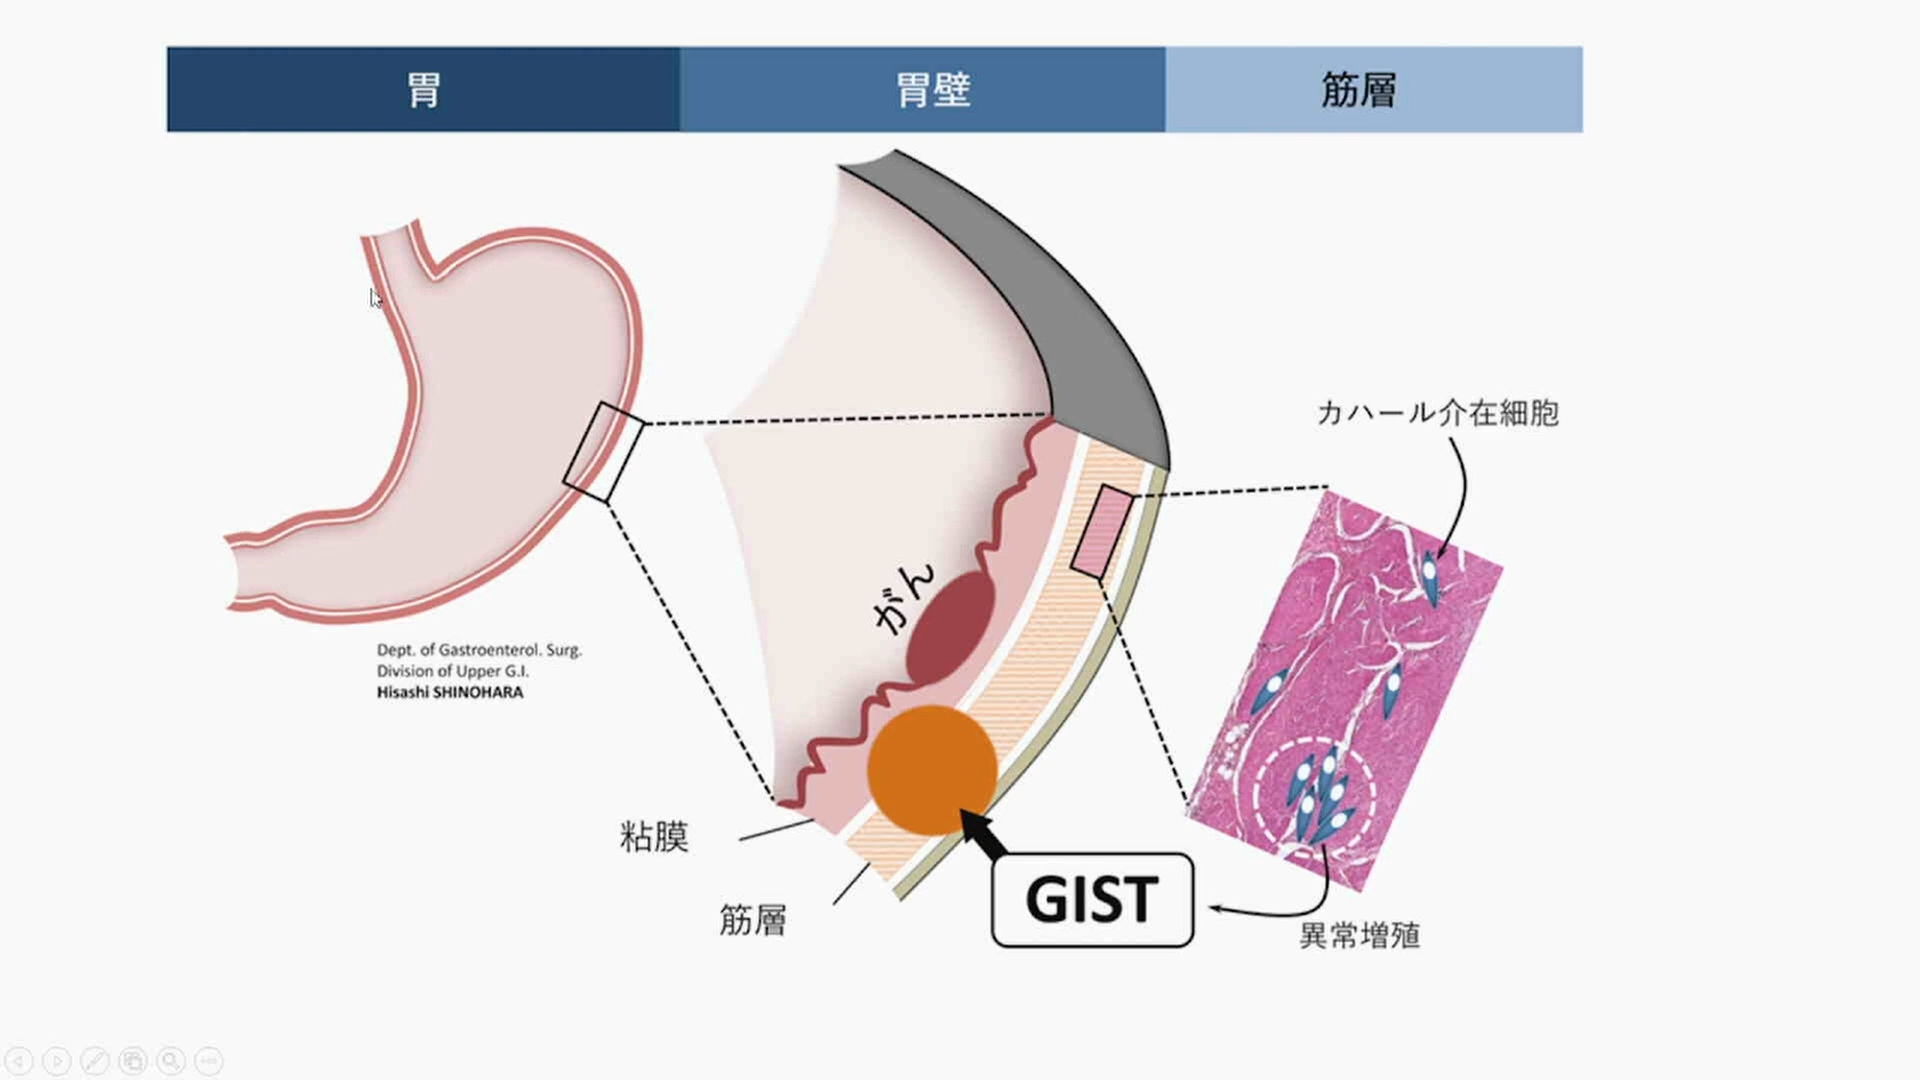 胃
胃壁
筋層
カハール介在細胞
がん
Dept. of Gastroenterol. Surg.
Division of Upper G.I.
Hisashi SHINOHARA
粘膜
筋層
GIST
異常増殖